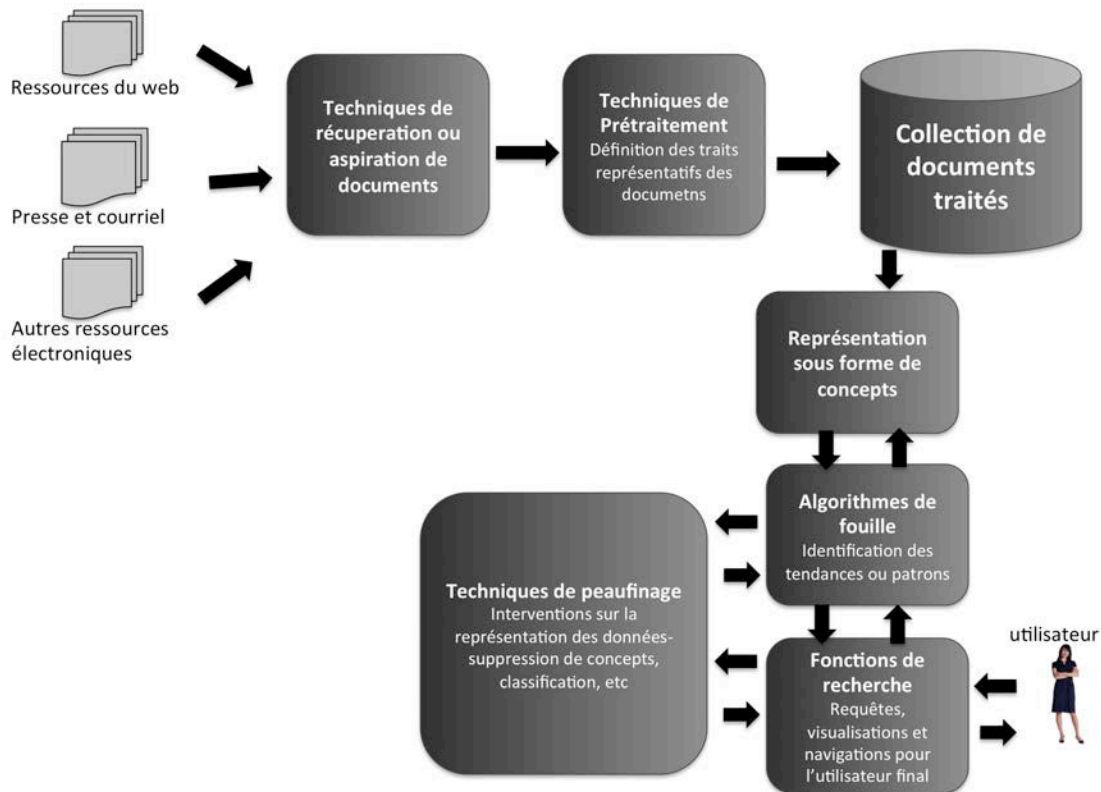 Ressources du web
Presse et courriel
Autres ressources
électroniques
Techniques de
récuperation ou
aspiration de
documents
Techniques de
Prétraitement
Définition des traits
représentatifs des
documetns
Collection de
documents
traités
Représentation
sous forme de
concepts
Algorithmes de
fouille
Identification des
tendances ou patrons
Techniques de peaufinage
Interventions sur la
représentation des données-
suppression de concepts,
classification, etc
Fonctions de
recherche
Requêtes,
visualisations et
navigations pour
l'utilisateur final
utilisateur